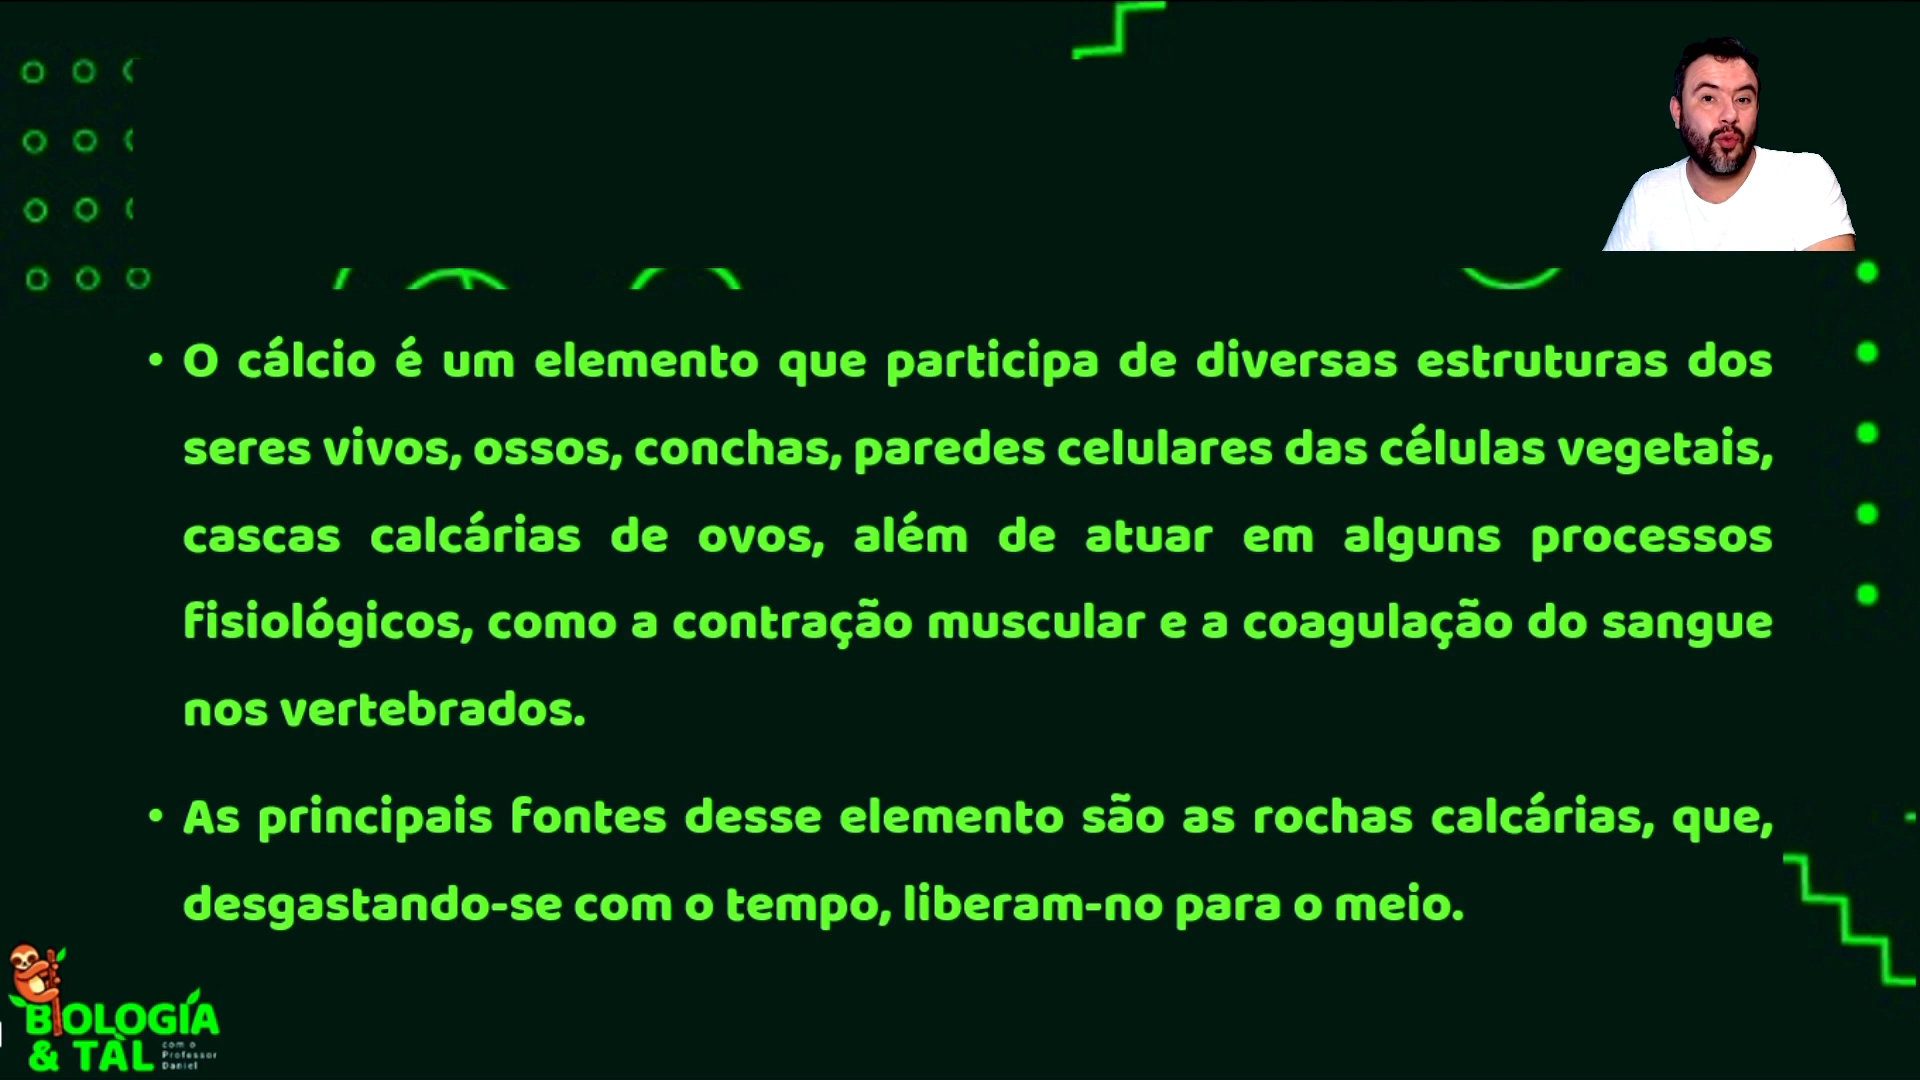 • O cálcio é um elemento que participa de diversas estruturas dos
seres vivos, ossos, conchas, paredes celulares das células vegetais,
cascas calcárias de ovos, além de atuar em alguns processos
fisiológicos, como a contração muscular e a coagulação do sangue
nos vertebrados.
• As principais fontes desse elemento são as rochas calcárias, que,
desgastando-se com o tempo, liberam-no para o meio.
BIOLOGIA
& TAL
com o
Professor
Daniel